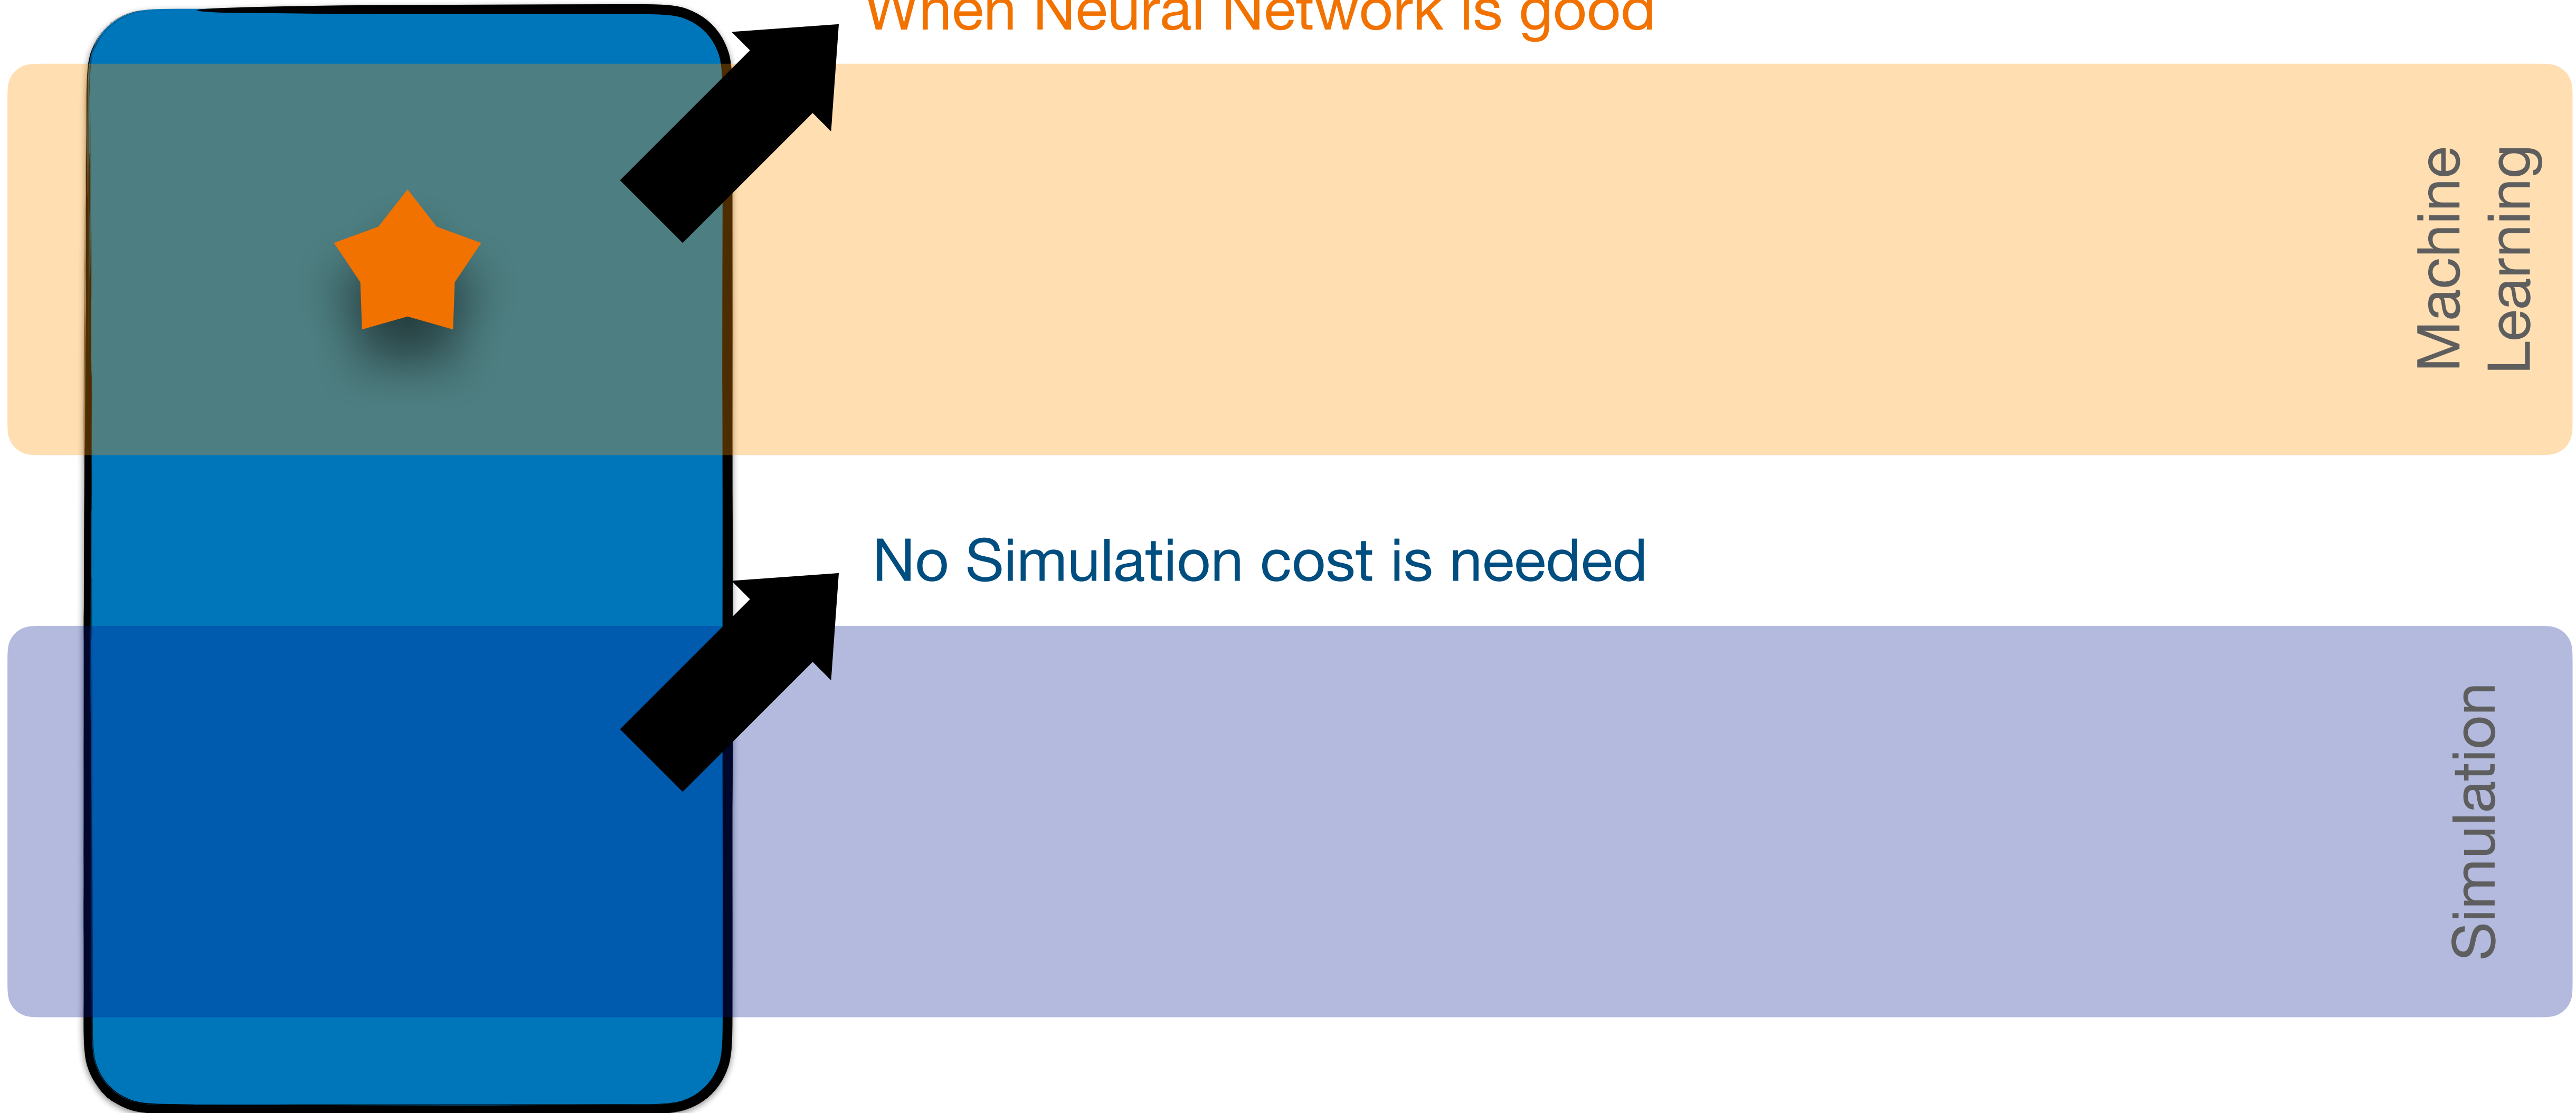 When Neural Network is good
Machine
Learning
No Simulation cost is needed
Simulation